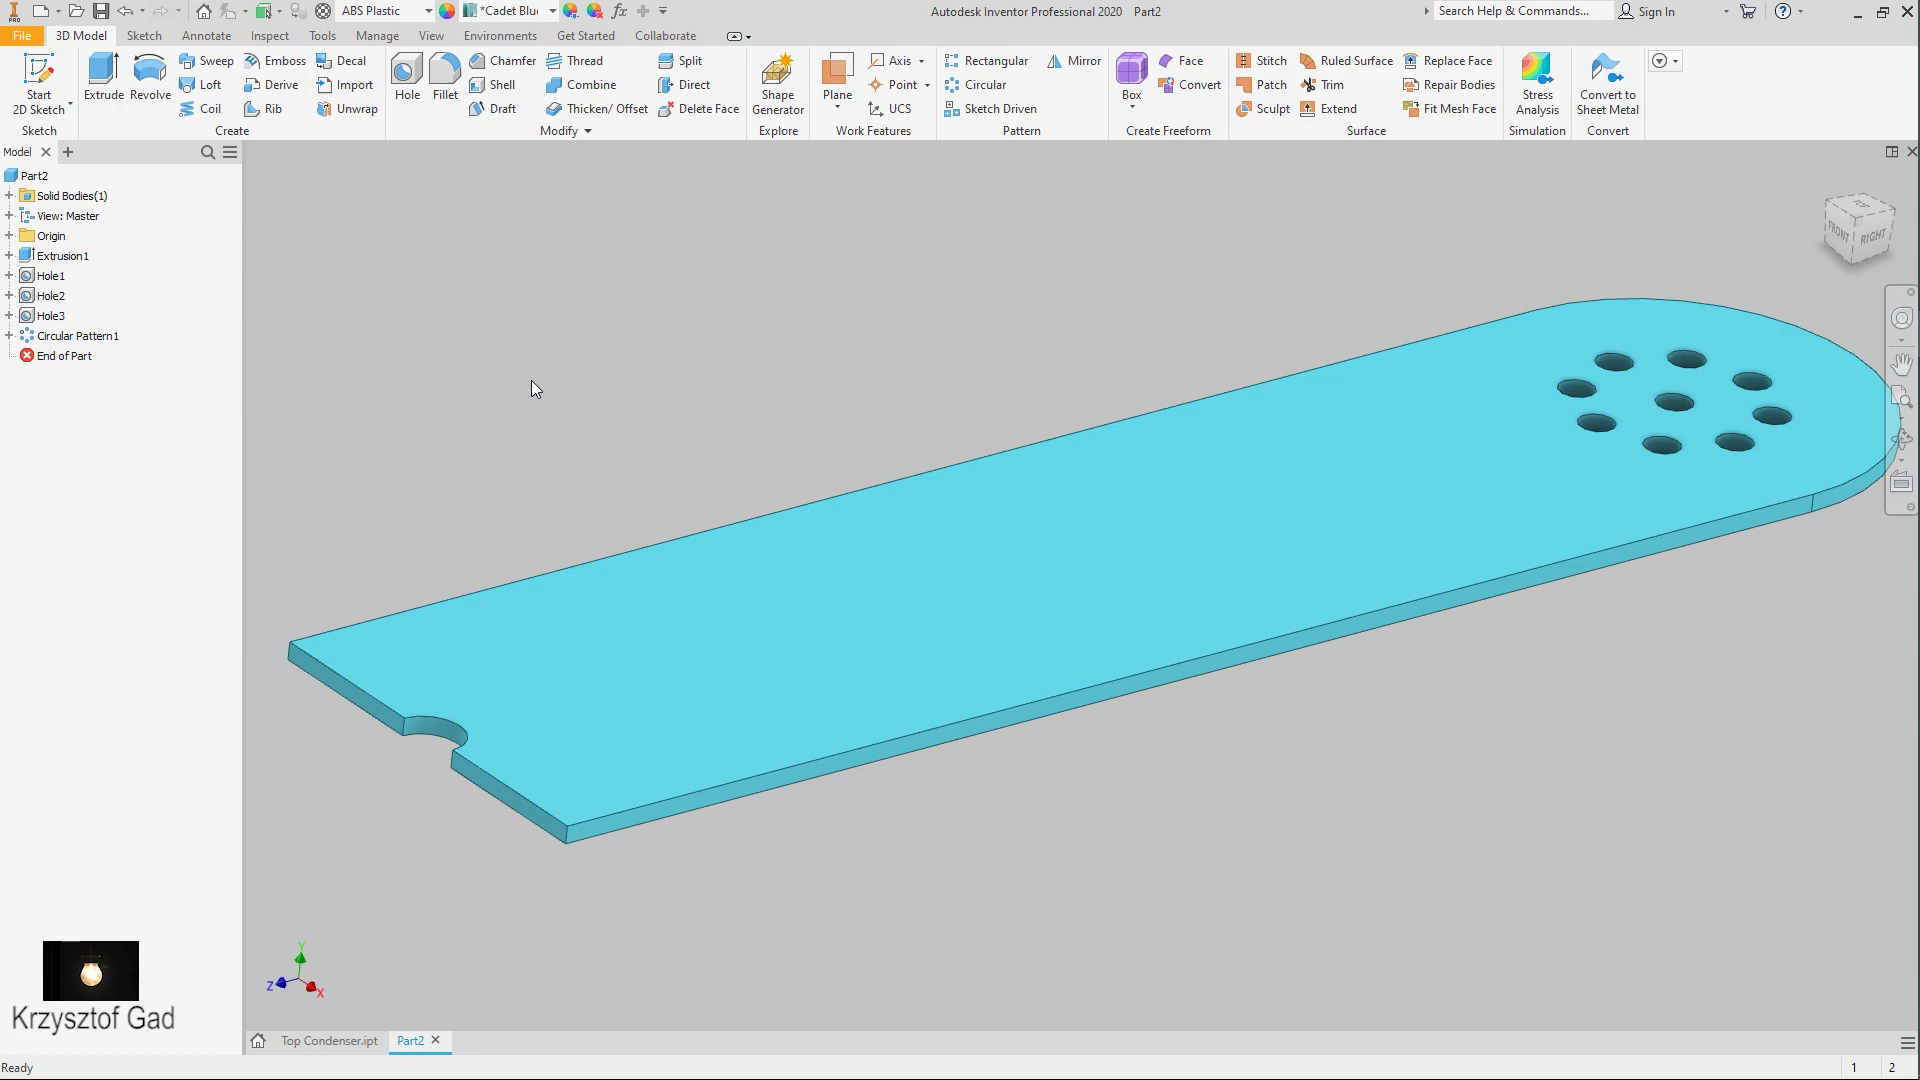 PRO
ABS Plastic
*Cadet Blu
fx
Autodesk Inventor Professional 2020 Part2
Search Help & Commands...
Sign In
File 3D Model Sketch Annotate Inspect Tools Manage View Environments Get Started Collaborate
Start
2D Sketch
Sketch
Extrude
Revolve
Sweep
Loft
Coil
Emboss
Derive
Rib
Decal
Import
Unwrap
Create
Hole
Fillet
Chamfer
Shell
Draft
Thread
Combine
Thicken/ Offset
Split
Direct
Delete Face
Modify
Shape
Generator
Explore
Plane
Axis
Point
UCS
Work Features
Rectangular
Circular
Sketch Driven
Mirror
Pattern
Box
Face
Convert
Create Freeform
Stitch
Patch
Sculpt
Ruled Surface
Trim
Extend
Replace Face
Repair Bodies
Fit Mesh Face
Surface
Stress
Analysis
Simulation
Convert to
Sheet Metal
Convert
Model
Part2
Solid Bodies(1)
View: Master
Origin
Extrusion1
Hole1
Hole2
Hole3
Circular Pattern1
End of Part
FRONT
RIGHT
Y
Z
X
Krzysztof Gad
Top Condenser.ipt
Part2
Ready
1 2